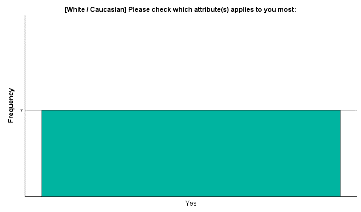 [White / Caucasian] Please check which attribute(s) applies to you most:
Frequency
Yes